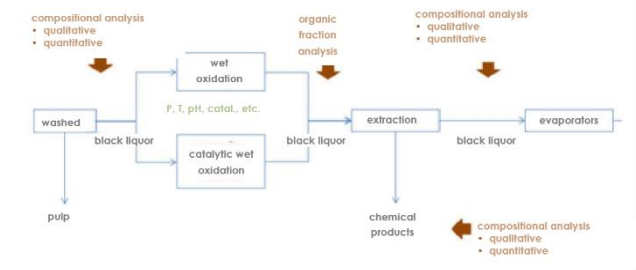 compositional analysis
• qualitative
• quantitative
organic
fraction
analysis
compositional analysis
• qualitative
• quantitative
wet
oxidation
P, T, pH, catal., etc.
washed
black liquor
catalytic wet
oxidation
black liquor
extraction
black liquor
evaporators
pulp
chemical
products
compositional analysis
• qualitative
• quantitative